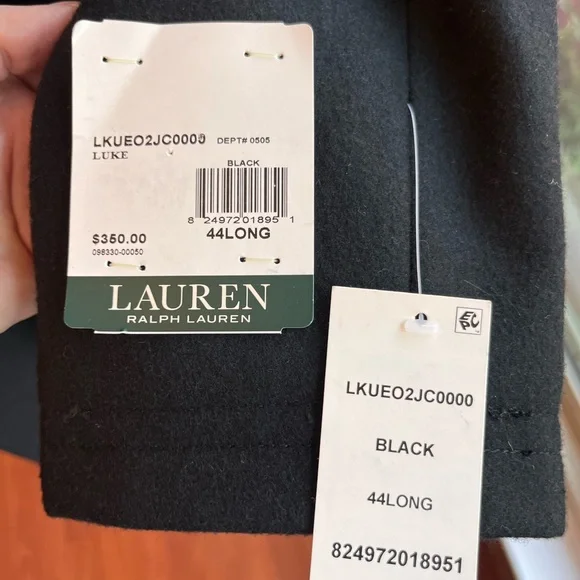 LKUEO2JC0000 DEPT# 0505
LUKE
BLACK
8 2497201895 1
$350.00 44LONG
098330-00050
LAUREN
RALPH LAUREN
EPC
LKUEO2JC0000
BLACK
44LONG
824972018951